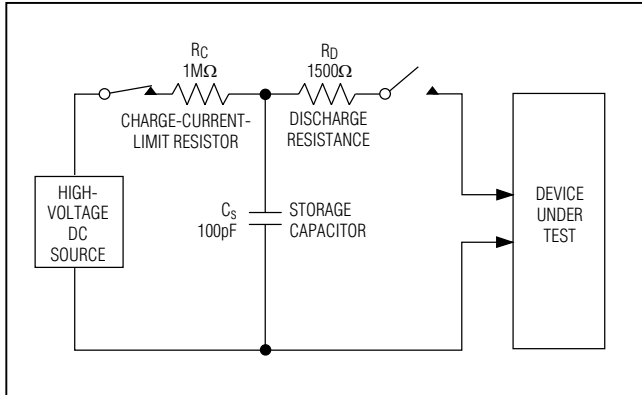 RC
1MΩ
CHARGE-CURRENT-
LIMIT RESISTOR
RD
1500Ω
DISCHARGE
RESISTANCE
HIGH-
VOLTAGE
DC
SOURCE
Cs
100pF
STORAGE
CAPACITOR
DEVICE
UNDER
TEST